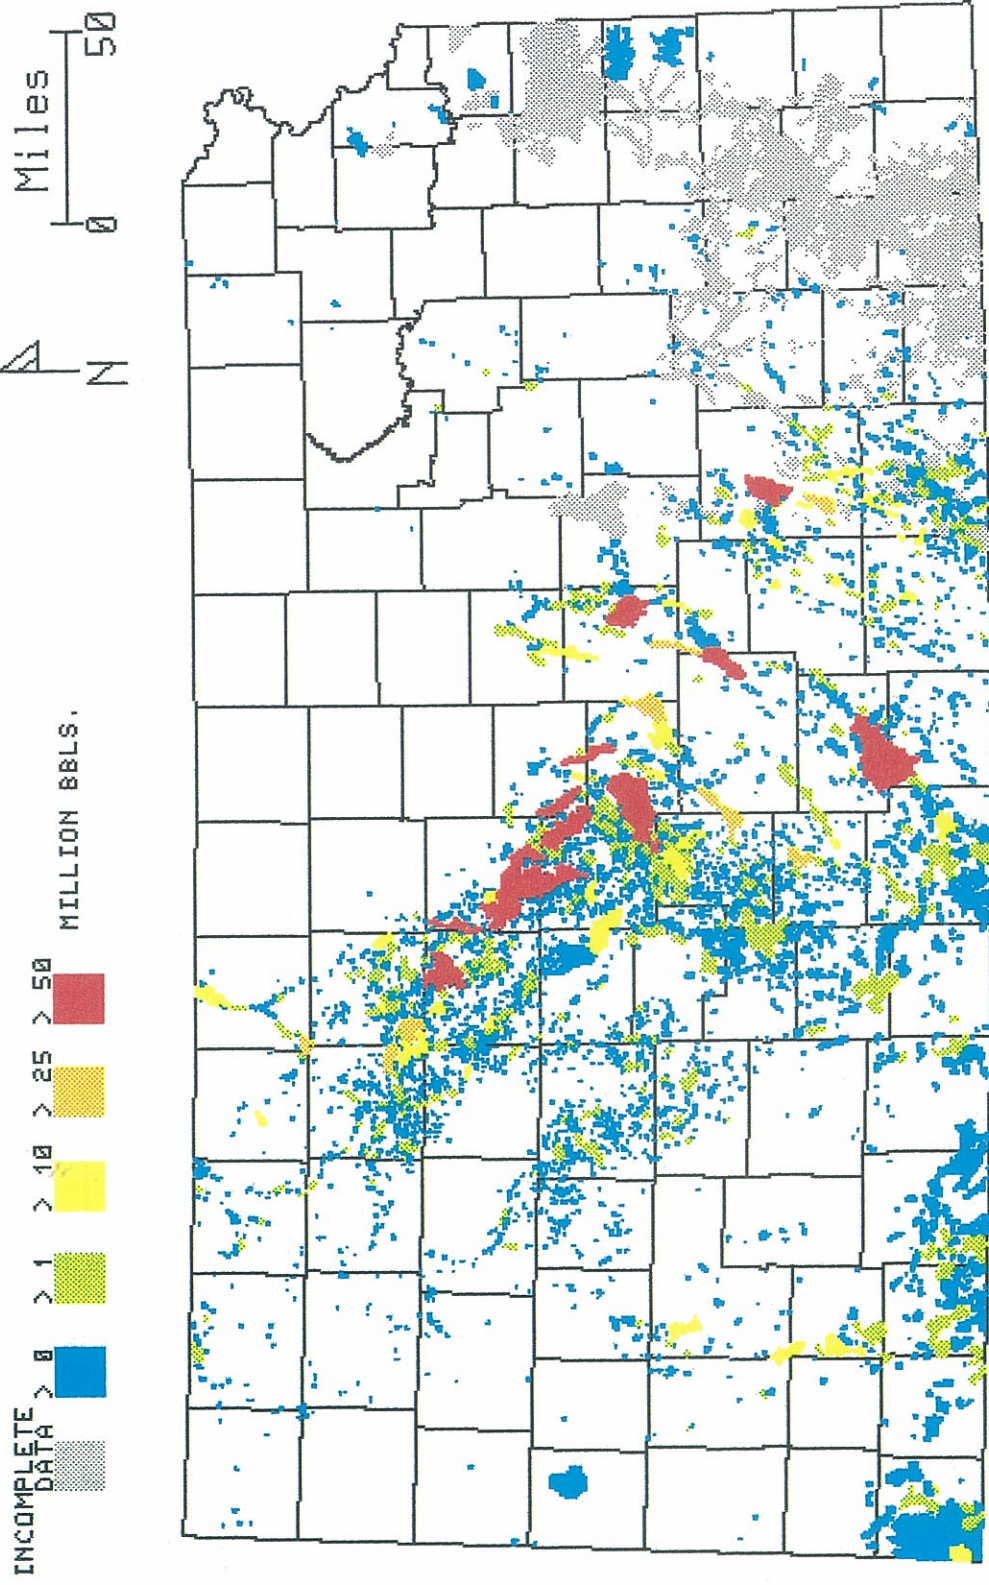 INCOMPLETE
DATA
> 0
> 1
> 10
> 25
> 50
MILLION BBLS.
N
Miles
0
50